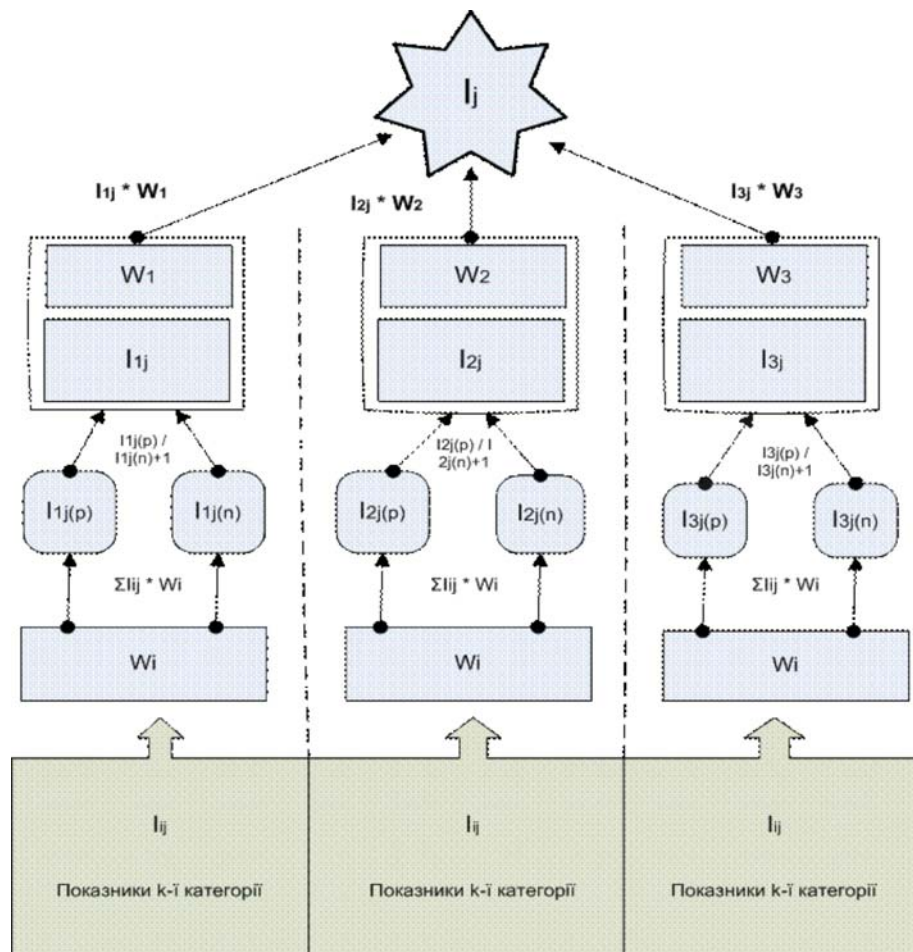 Ij
I1j * W1
I2j * W2
I3j * W3
W1
W2
W3
I1j
I2j
I3j
I1j(p) /
I1j(n)+1
I2j(p) / I
2j(n)+1
I3j(p) /
I3j(n)+1
I1j(p)
I1j(n)
I2j(p)
I2j(n)
I3j(p)
I3j(n)
ΣIij * Wi
ΣIij * Wi
ΣIij * Wi
Wi
Wi
Wi
Iij
Iij
Iij
Показники k-ї категорії
Показники k-ї категорії
Показники k-ї категорії